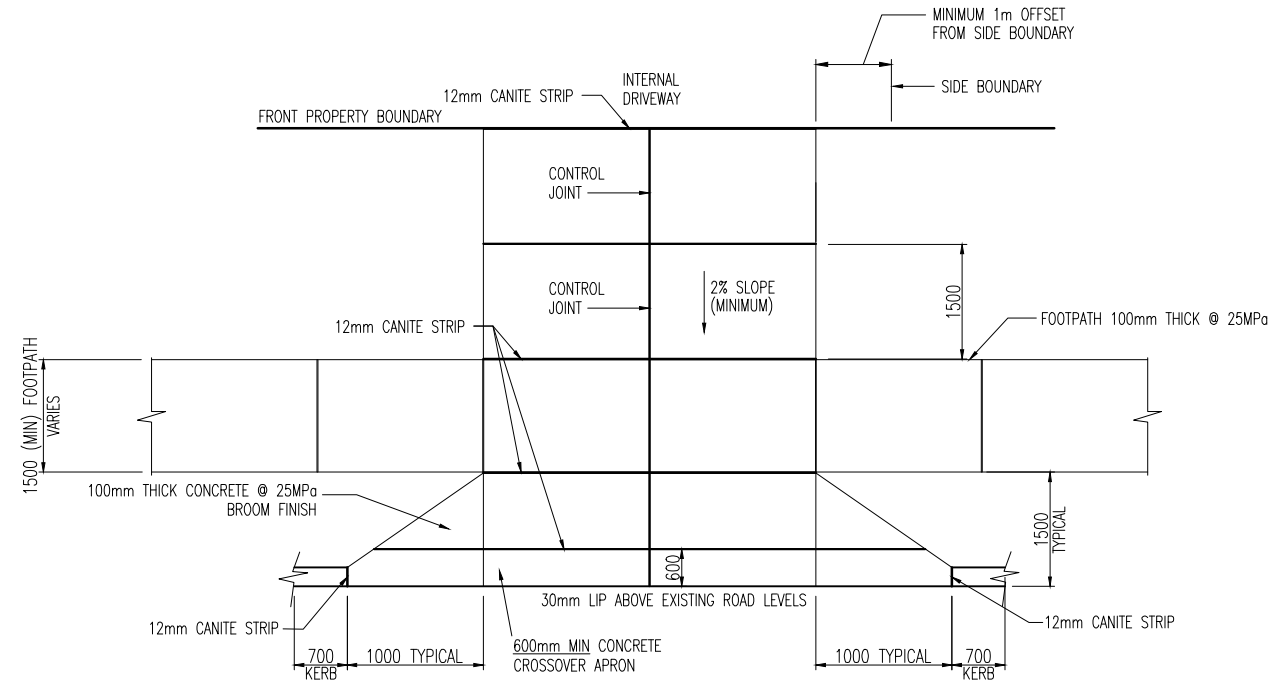 MINIMUM 1m OFFSET
FROM SIDE BOUNDARY
SIDE BOUNDARY
INTERNAL
DRIVEWAY
12mm CANITE STRIP
FRONT PROPERTY BOUNDARY
CONTROL
JOINT
CONTROL
JOINT
2% SLOPE
(MINIMUM)
1500
12mm CANITE STRIP
FOOTPATH 100mm THICK @ 25MPa
1500 (MIN) FOOTPATH
VARIES
100mm THICK CONCRETE @ 25MPa
BROOM FINISH
1500
TYPICAL
600
30mm LIP ABOVE EXISTING ROAD LEVELS
12mm CANITE STRIP
12mm CANITE STRIP
600mm MIN CONCRETE
CROSSOVER APRON
700
KERB
1000 TYPICAL
1000 TYPICAL
700
KERB